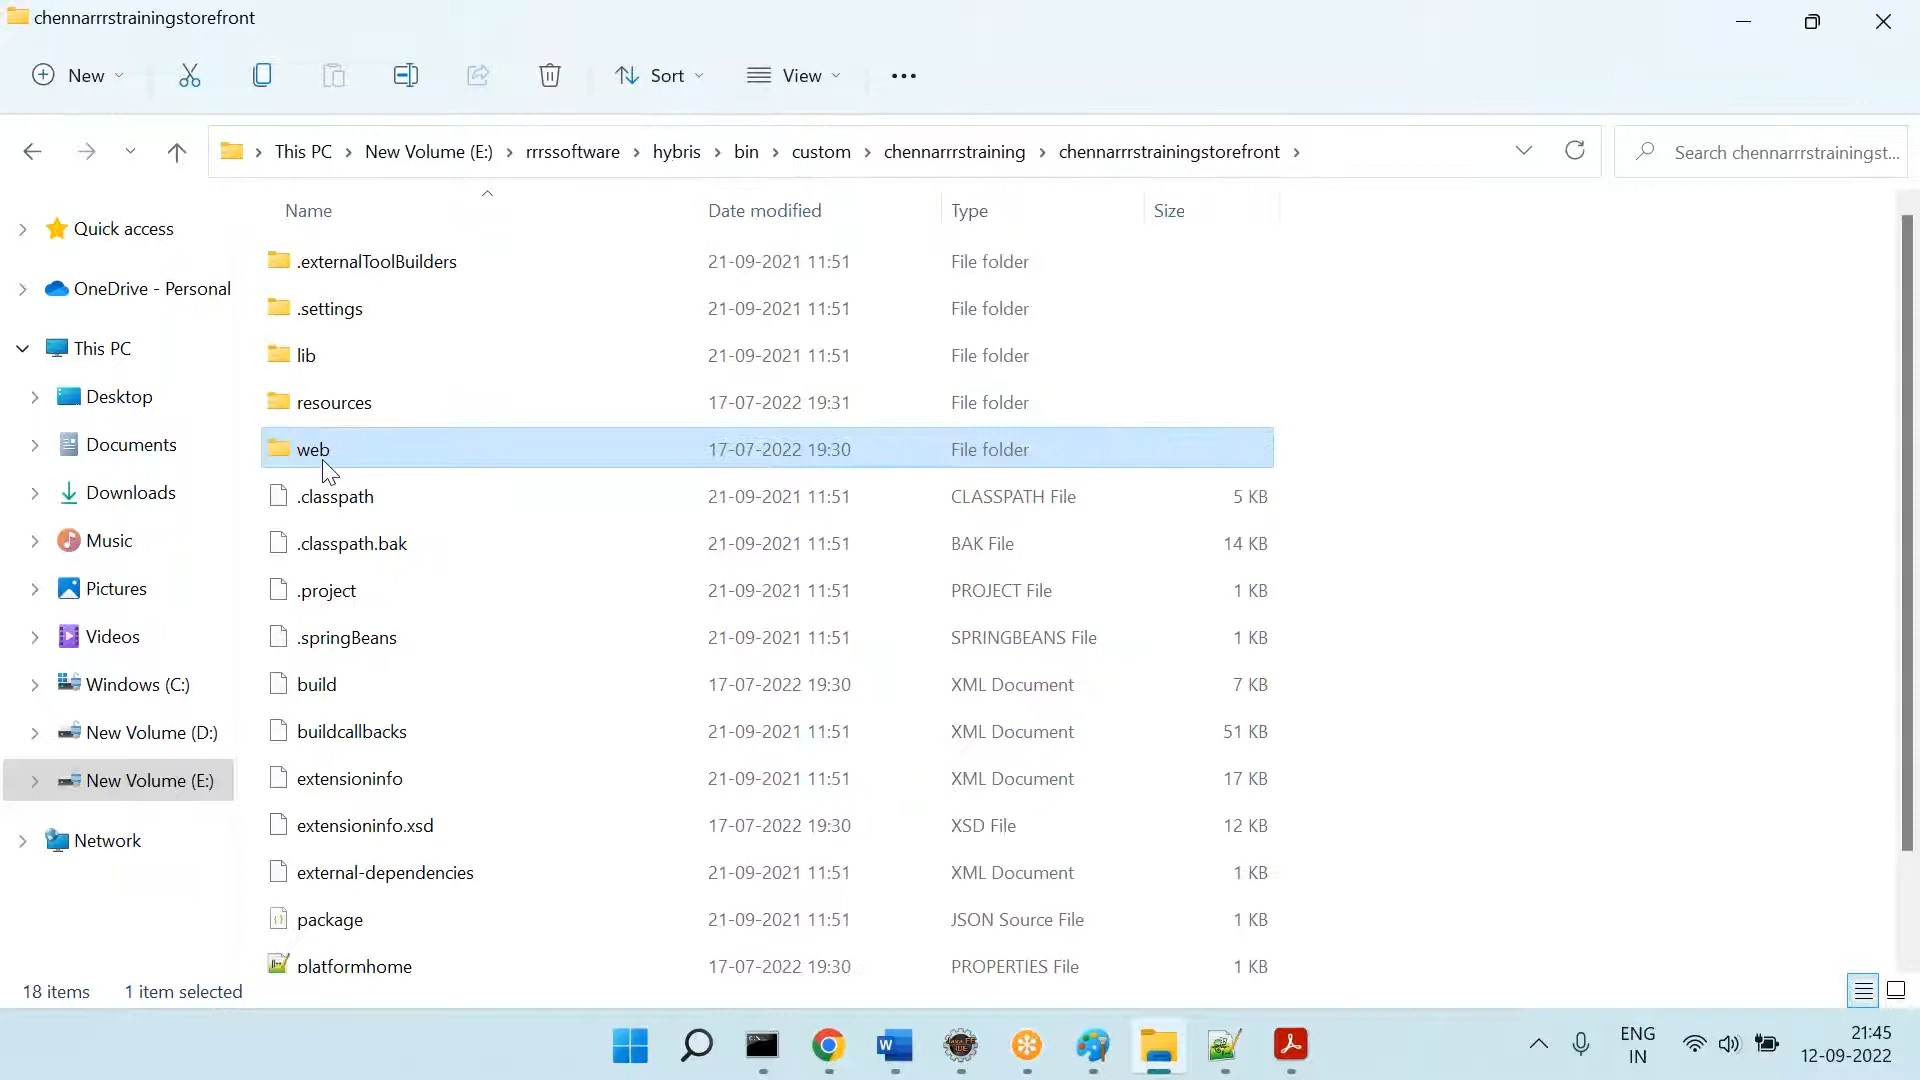 chennarrrstrainingstorefront
New
Sort
View
This PC
New Volume (E:)
rrrssoftware
hybris
bin
custom
chennarrrstraining
chennarrrstrainingstorefront
Search chennarrrstrainingst...
Name Date modified Type Size
Quick access
OneDrive - Personal
This PC
Desktop
Documents
Downloads
Music
Pictures
Videos
Windows (C:)
New Volume (D:)
New Volume (E:)
Network
.externalToolBuilders 21-09-2021 11:51 File folder
.settings 21-09-2021 11:51 File folder
lib 21-09-2021 11:51 File folder
resources 17-07-2022 19:31 File folder
web 17-07-2022 19:30 File folder
.classpath 21-09-2021 11:51 CLASSPATH File 5 KB
.classpath.bak 21-09-2021 11:51 BAK File 14 KB
.project 21-09-2021 11:51 PROJECT File 1 KB
.springBeans 21-09-2021 11:51 SPRINGBEANS File 1 KB
build 17-07-2022 19:30 XML Document 7 KB
buildcallbacks 21-09-2021 11:51 XML Document 51 KB
extensioninfo 21-09-2021 11:51 XML Document 17 KB
extensioninfo.xsd 17-07-2022 19:30 XSD File 12 KB
external-dependencies 21-09-2021 11:51 XML Document 1 KB
package 21-09-2021 11:51 JSON Source File 1 KB
platformhome 17-07-2022 19:30 PROPERTIES File 1 KB
18 items 1 item selected
ENG
IN
21:45
12-09-2022